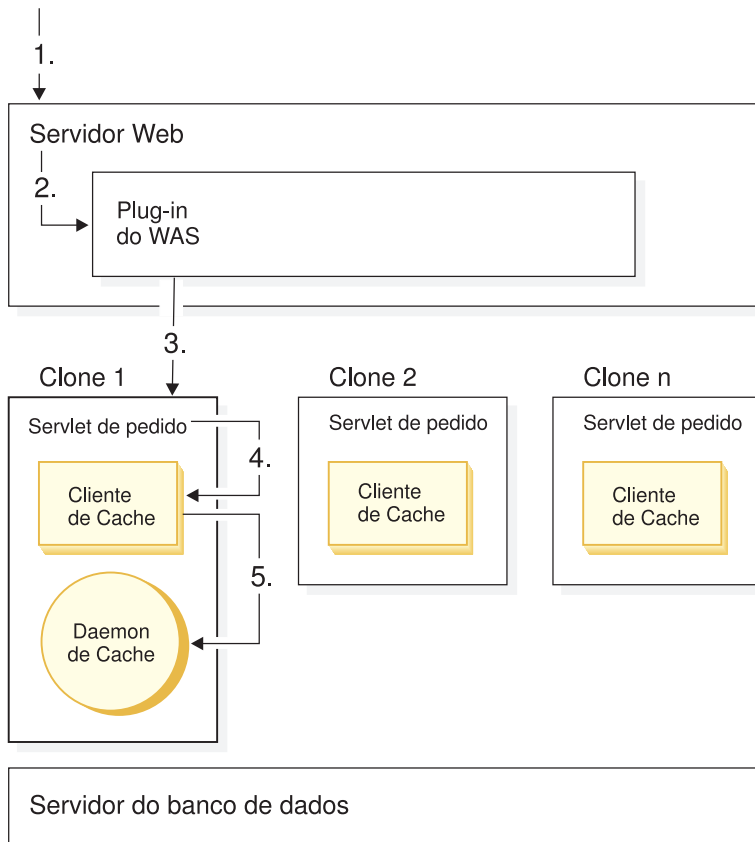 1.
Servidor Web
2.
Plug-in
do WAS
3.
Clone 1
Servlet de pedido
4.
Cliente
de Cache
5.
Daemon
de Cache
Clone 2
Servlet de pedido
Cliente
de Cache
Clone n
Servlet de pedido
Cliente
de Cache
Servidor do banco de dados